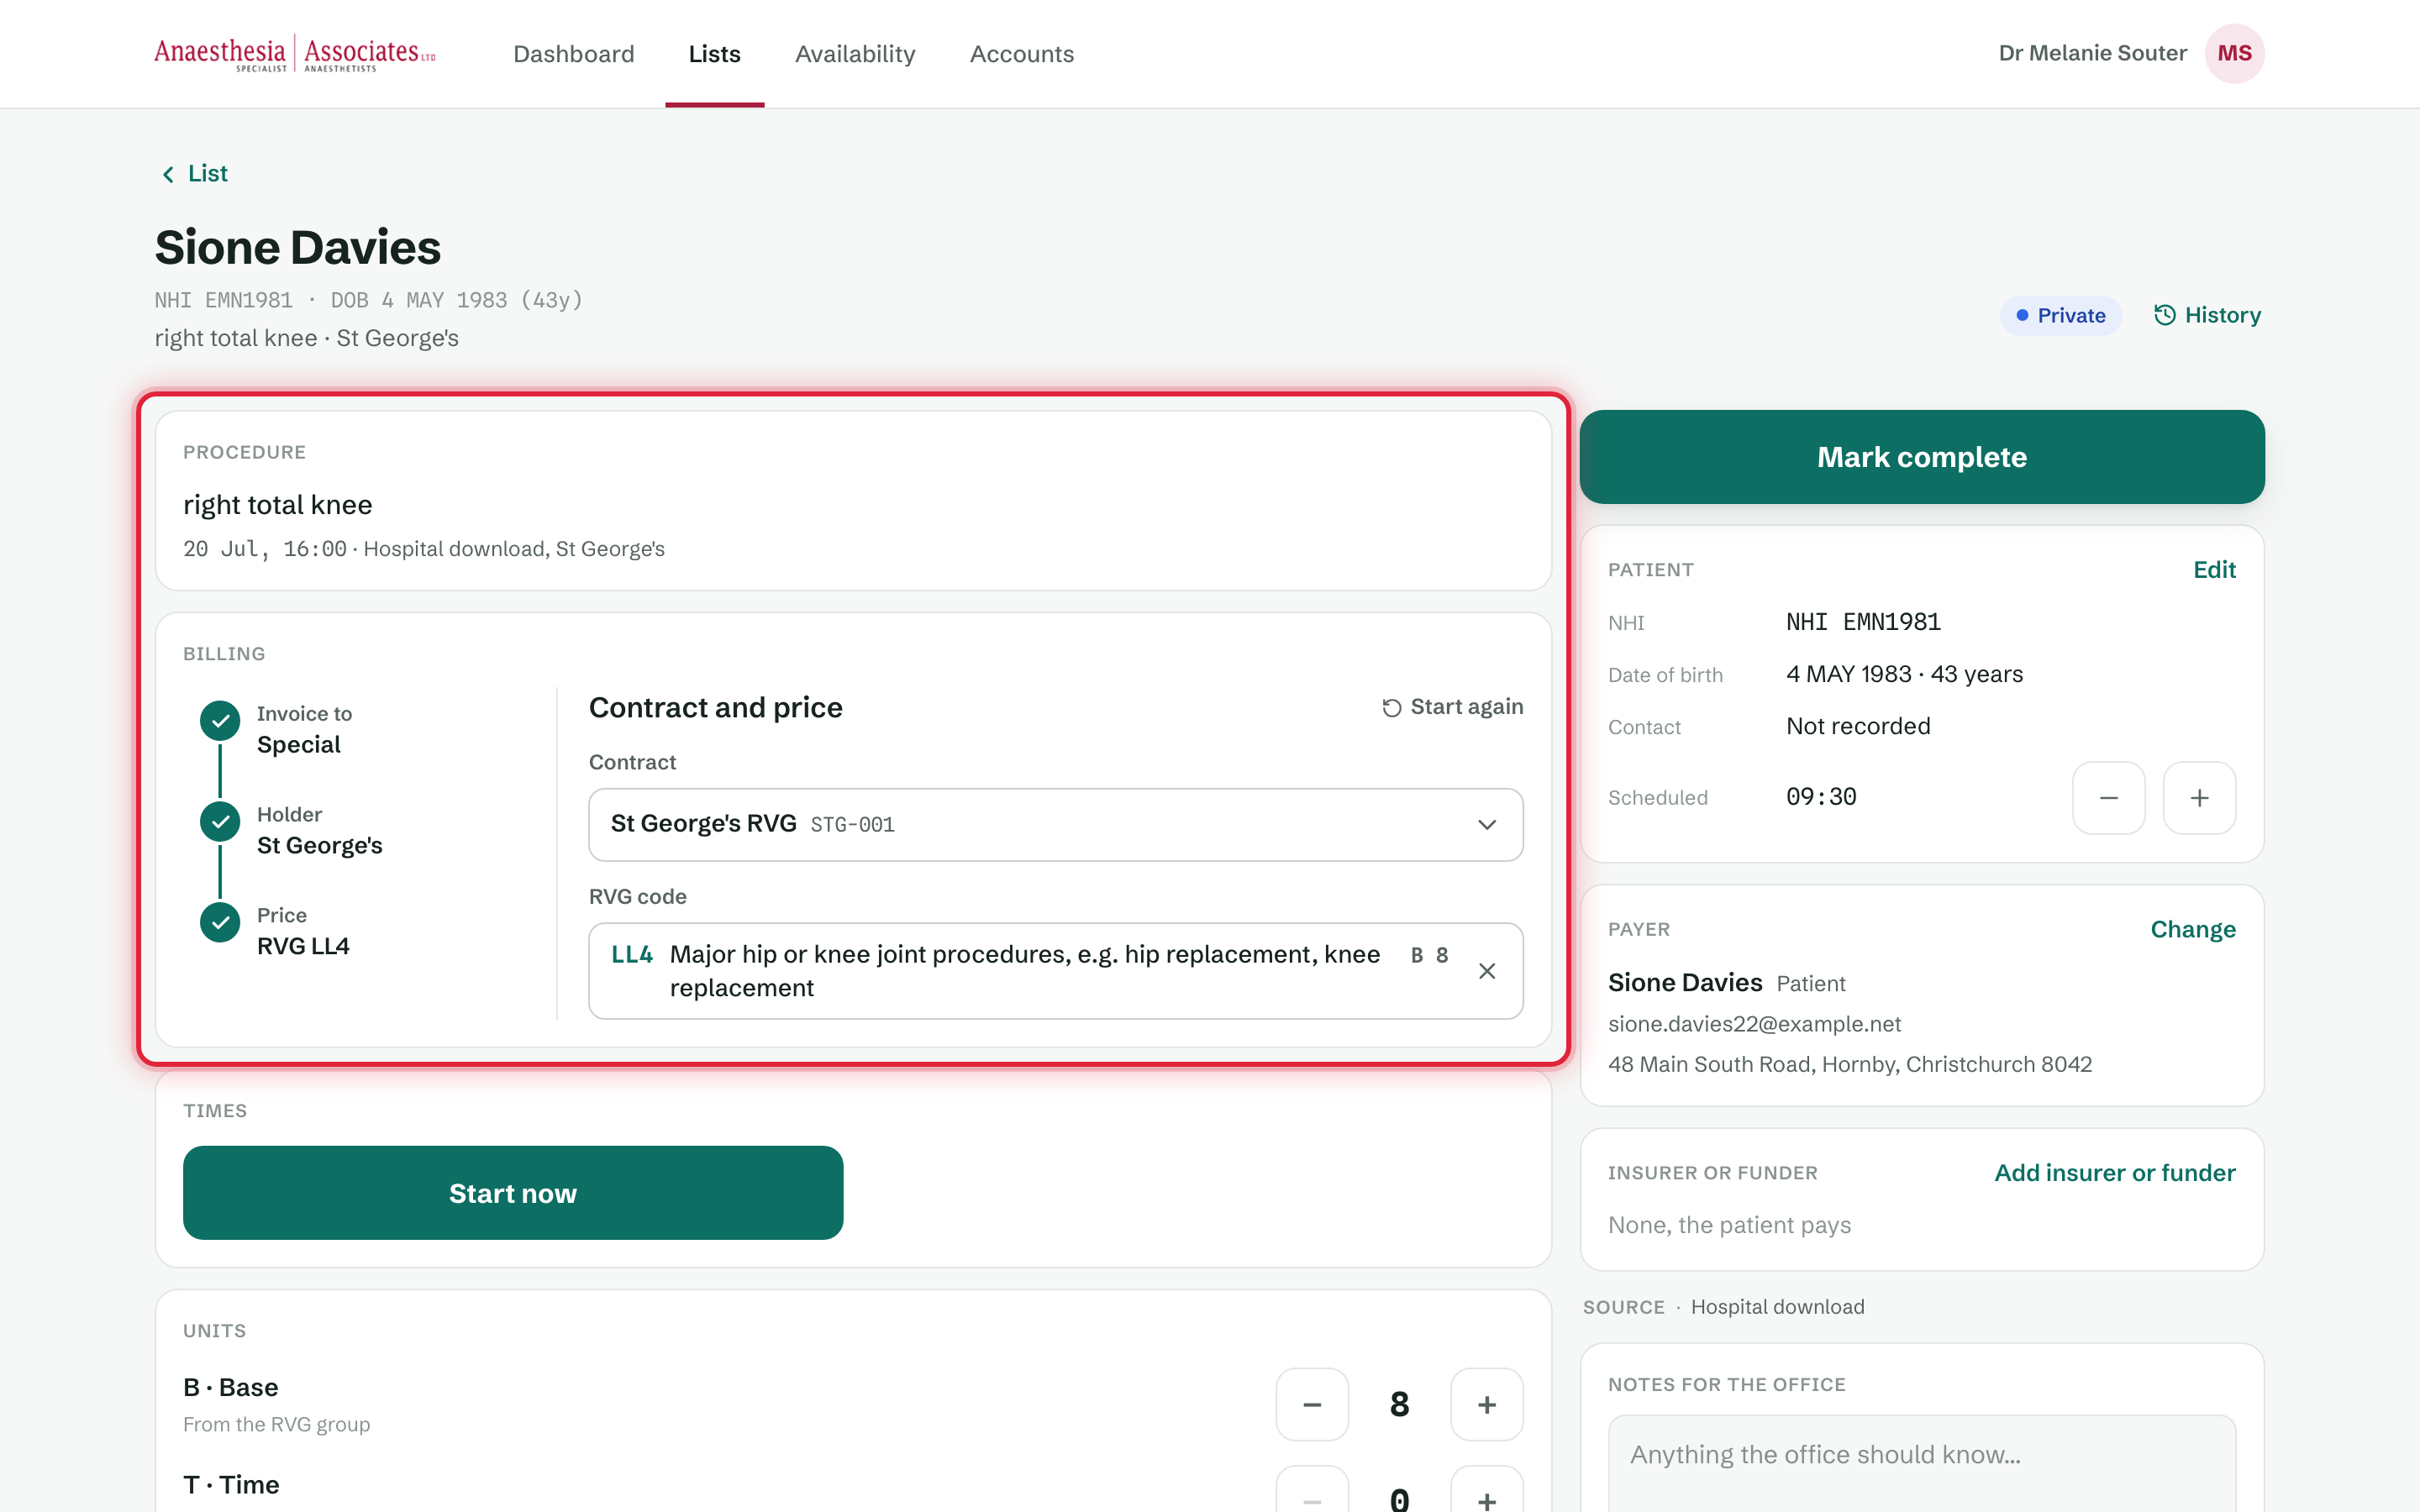 Anaesthesia | Associates LTD
SPECIALIST ANAESTHETISTS
Dashboard
Lists
Availability
Accounts
Dr Melanie Souter
MS
List
Sione Davies
NHI EMN1981 · DOB 4 MAY 1983 (43y)
right total knee · St George's
Private
History
PROCEDURE
right total knee
20 Jul, 16:00 · Hospital download, St George's
BILLING
Invoice to
Special
Holder
St George's
Price
RVG LL4
Contract and price
Start again
Contract
St George's RVG STG-001
RVG code
LL4 Major hip or knee joint procedures, e.g. hip replacement, knee B 8
replacement
TIMES
Start now
UNITS
B · Base
From the RVG group
8
T · Time
0
Mark complete
PATIENT
Edit
NHI NHI EMN1981
Date of birth 4 MAY 1983 · 43 years
Contact Not recorded
Scheduled 09:30
PAYER
Change
Sione Davies Patient
sione.davies22@example.net
48 Main South Road, Hornby, Christchurch 8042
INSURER OR FUNDER
Add insurer or funder
None, the patient pays
SOURCE · Hospital download
NOTES FOR THE OFFICE
Anything the office should know...